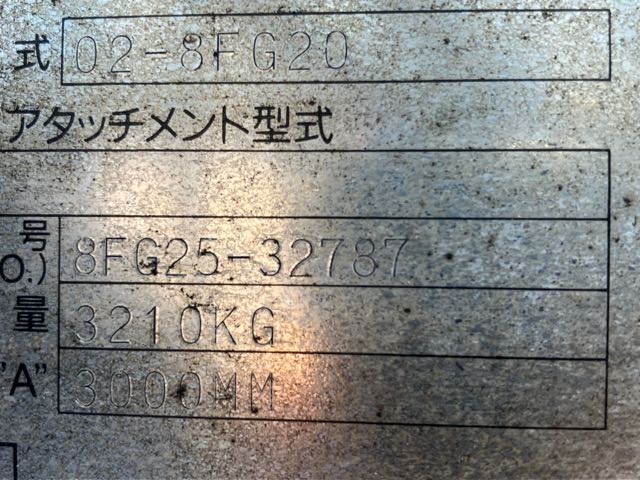 式 02-8FG20
アタッチメント型式
号
O.) 8FG25-32787
量 3210KG
"A" 3000MM